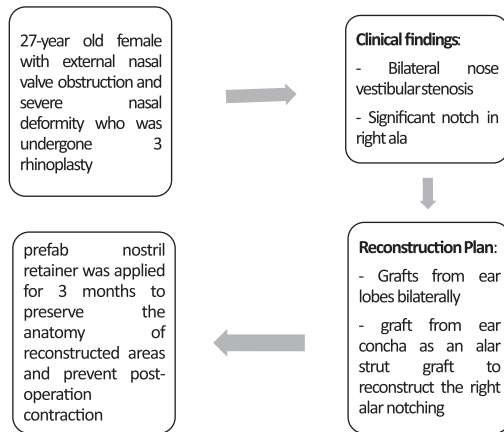 27-year old female
with external nasal
valve obstruction and
severe nasal
deformity who was
undergone 3
rhinoplasty
Clinical findings:
- Bilateral nose
vestibular stenosis
- Significant notch in
right ala
Reconstruction Plan:
- Grafts from ear
lobes bilaterally
- graft from ear
concha as an alar
strut graft to
reconstruct the right
alar notching
prefab nostril
retainer was applied
for 3 months to
preserve the
anatomy of
reconstructed areas
and prevent post-
operation
contraction